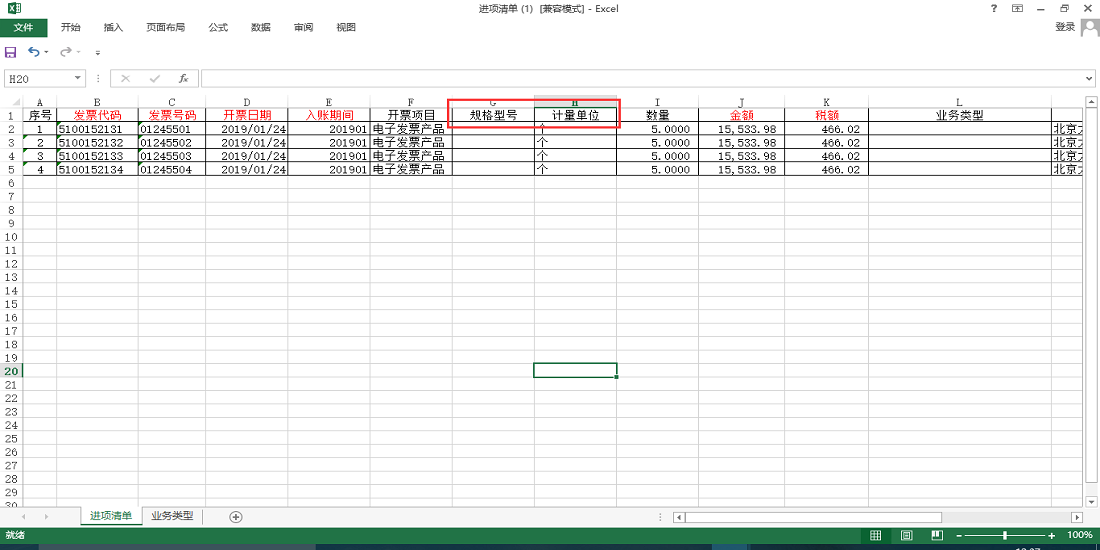 进项清单 (1) [兼容模式] - Excel
?
文件 开始 插入 页面布局 公式 数据 审阅 视图 登录
H20 fx
A B C D E F G H I J K L
1 序号 发票代码 发票号码 开票日期 入账期间 开票项目 规格型号 计量单位 数量 金额 税额 业务类型
2 1 5100152131 01245501 2019/01/24 201901 电子发票产品 个 5.0000 15,533.98 466.02 北京
3 2 5100152132 01245502 2019/01/24 201901 电子发票产品 个 5.0000 15,533.98 466.02 北京
4 3 5100152133 01245503 2019/01/24 201901 电子发票产品 个 5.0000 15,533.98 466.02 北京
5 4 5100152134 01245504 2019/01/24 201901 电子发票产品 个 5.0000 15,533.98 466.02 北京
6
7
8
9
10
11
12
13
14
15
16
17
18
19
20
21
22
23
24
25
26
27
28
29
30
进项清单 业务类型
就绪 100%